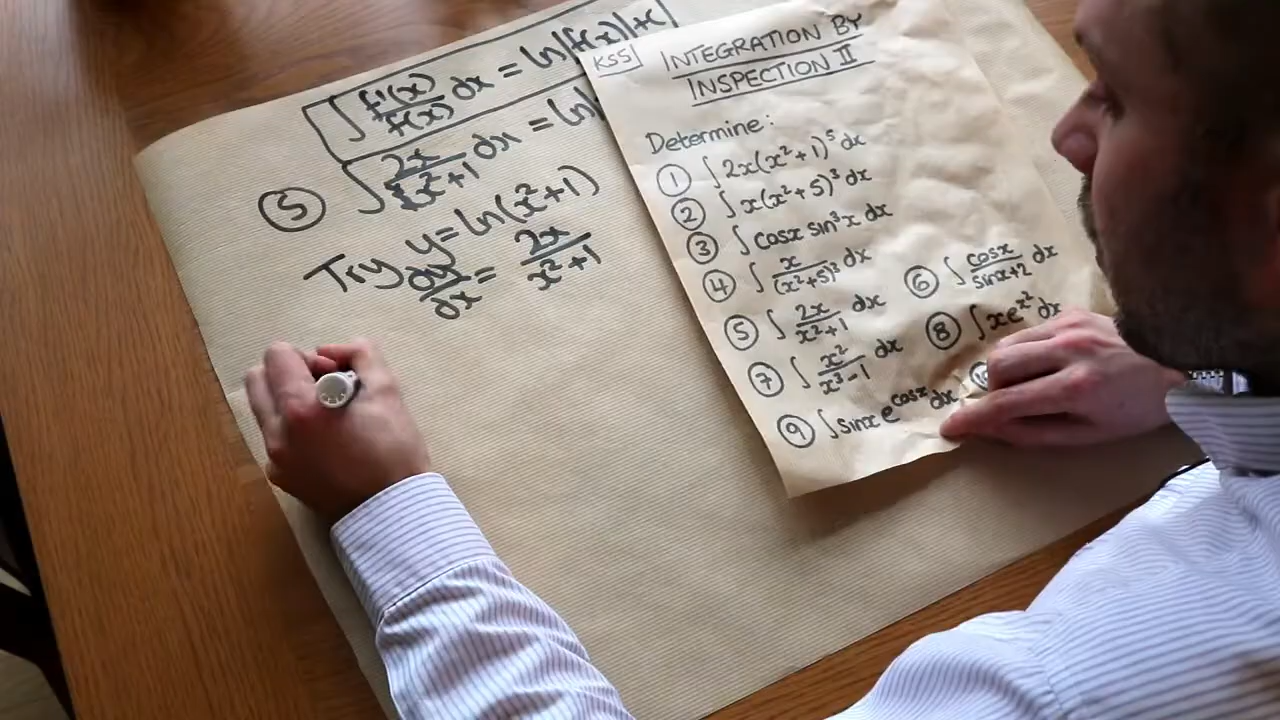 ∫ f'(x)/f(x) dx = ln|f(x)|+c
⑤ ∫ 2x/x²+1 dx = ln
Try y = ln(x²+1)
dy/dx = 2x/x²+1
KS5 INTEGRATION BY
INSPECTION II
Determine:
① ∫ 2x(x²+1)⁵ dx
② ∫ x(x²+5)³ dx
③ ∫ cosx sin³x dx
④ ∫ x/(x²+5)³ dx
⑤ ∫ 2x/x²+1 dx
⑥ ∫ cosx/sinx+2 dx
⑦ ∫ x²/x³-1 dx
⑧ ∫ xe^x² dx
⑨ ∫ sinx e^cosx dx